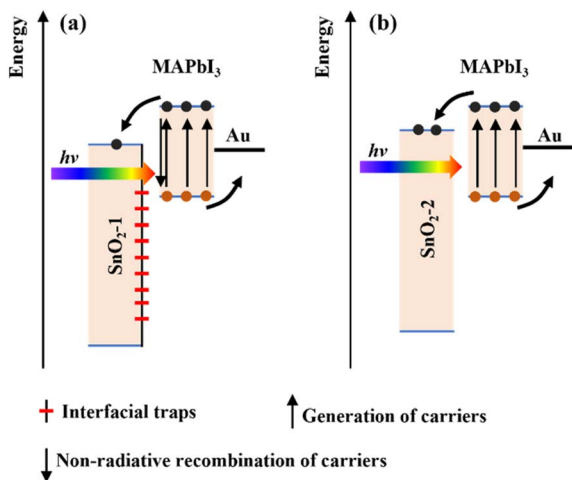 (a)
Energy
MAPbI₃
Au
hν
SnO₂-1
(b)
Energy
MAPbI₃
Au
hν
SnO₂-2
Interfacial traps
Generation of carriers
Non-radiative recombination of carriers